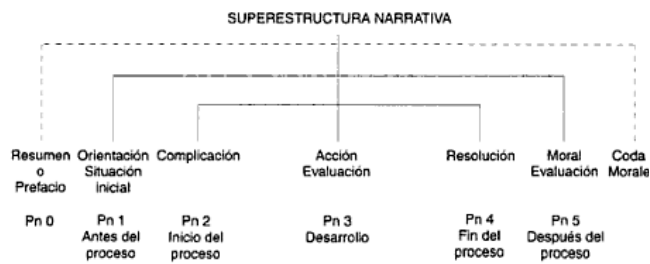 SUPERESTRUCTURA NARRATIVA
Resumen Orientación Complicación Acción Resolución Moral Coda
o Situación Evaluación Evaluación Morale
Prefacio inicial
Pn 0 Pn 1 Pn 2 Pn 3 Pn 4 Pn 5
Antes del Inicio del Desarrollo Fin del Después del
proceso proceso proceso proceso